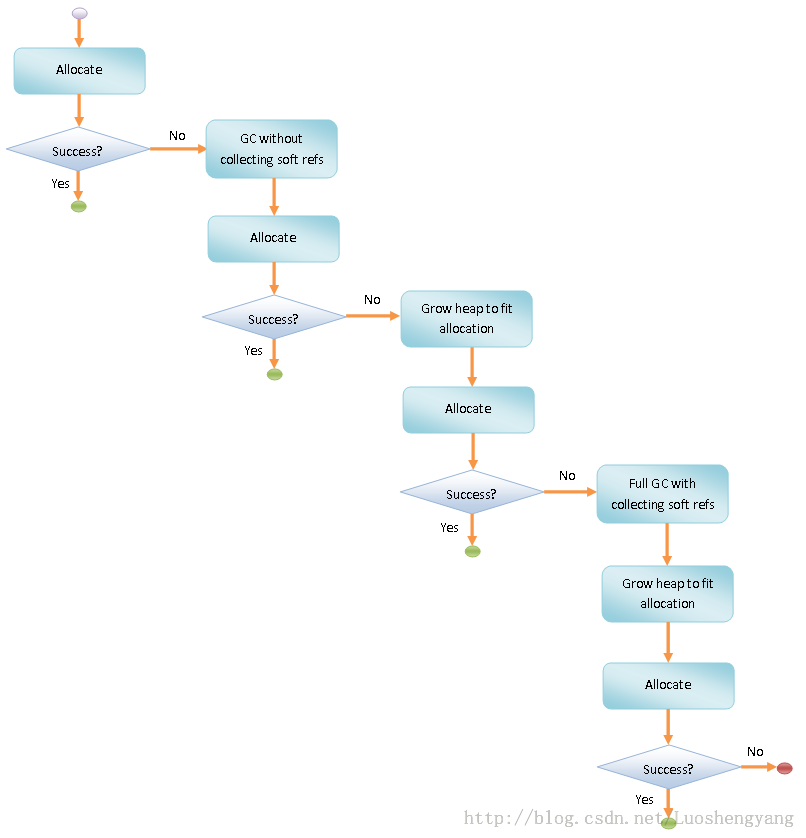 Allocate
Success?
No
Yes
GC without
collecting soft refs
Allocate
Success?
No
Yes
Grow heap to fit
allocation
Allocate
Success?
No
Yes
Full GC with
collecting soft refs
Grow heap to fit
allocation
Allocate
Success?
No
Yes
http://blog.csdn.net/Luoshengyang